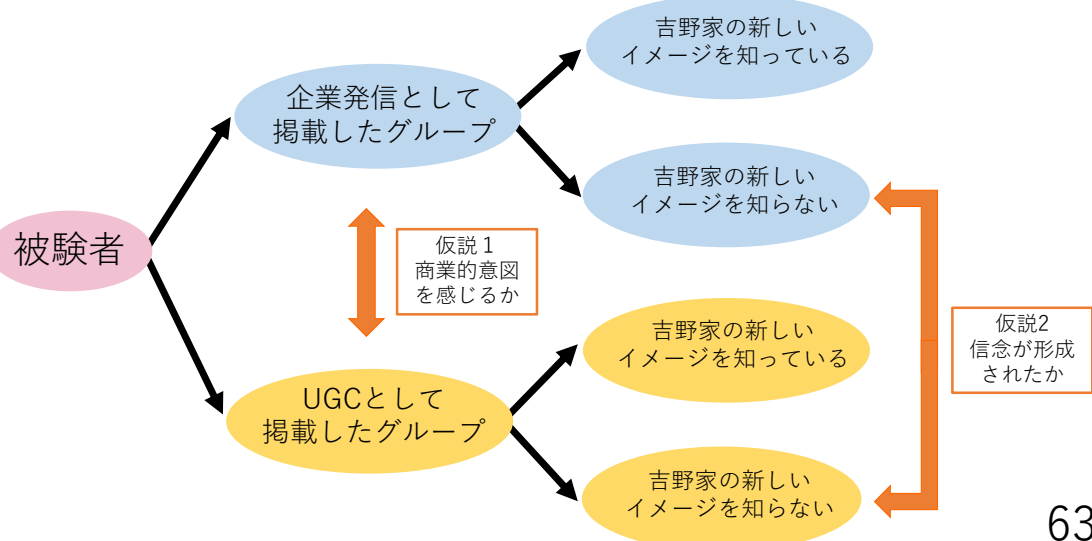 吉野家の新しい
イメージを知っている
企業発信として
掲載したグループ
吉野家の新しい
イメージを知らない
被験者
仮説１
商業的意図
を感じるか
吉野家の新しい
イメージを知っている
仮説2
信念が形成
されたか
UGCとして
掲載したグループ
吉野家の新しい
イメージを知らない
63